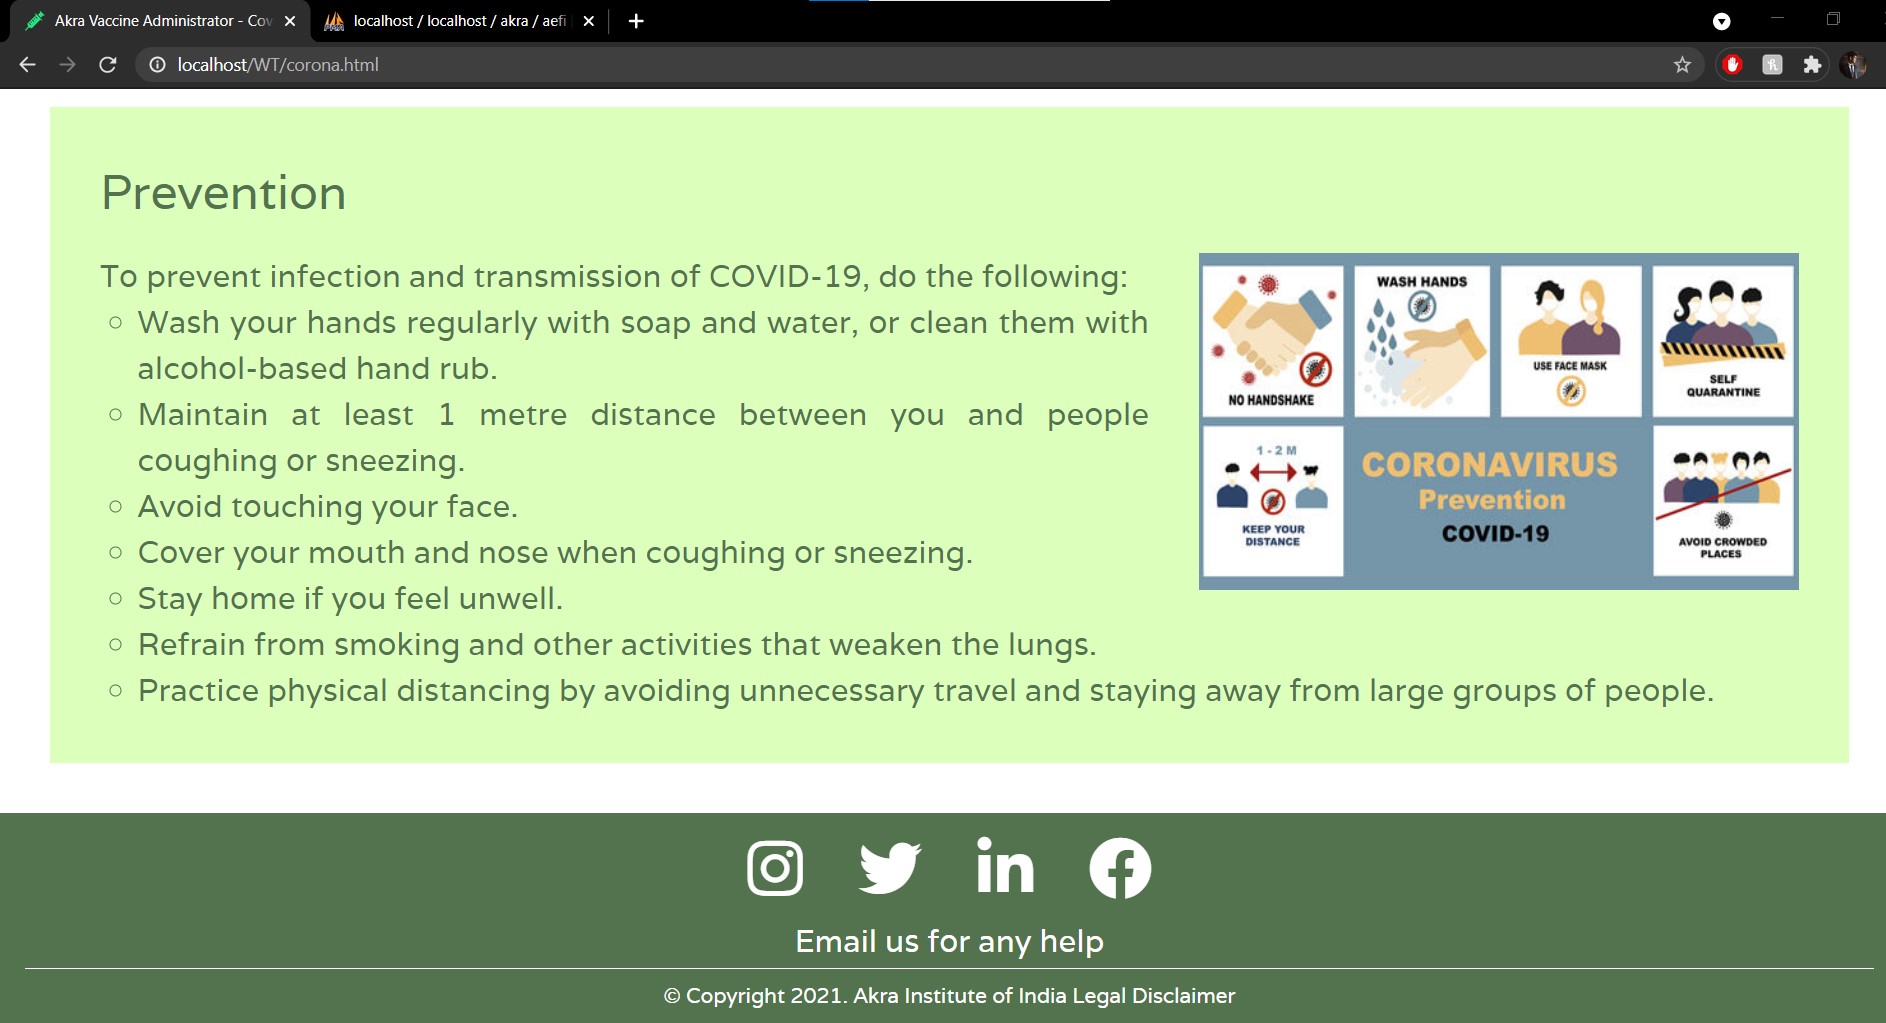 Akra Vaccine Administrator - Cov
localhost / localhost / akra / aefi
localhost/WT/corona.html
Prevention
To prevent infection and transmission of COVID-19, do the following:
Wash your hands regularly with soap and water, or clean them with
alcohol-based hand rub.
Maintain at least 1 metre distance between you and people
coughing or sneezing.
Avoid touching your face.
Cover your mouth and nose when coughing or sneezing.
Stay home if you feel unwell.
Refrain from smoking and other activities that weaken the lungs.
Practice physical distancing by avoiding unnecessary travel and staying away from large groups of people.
NO HANDSHAKE
WASH HANDS
USE FACE MASK
SELF
QUARANTINE
1 - 2 M
KEEP YOUR
DISTANCE
CORONAVIRUS
Prevention
COVID-19
AVOID CROWDED
PLACES
Email us for any help
© Copyright 2021. Akra Institute of India Legal Disclaimer